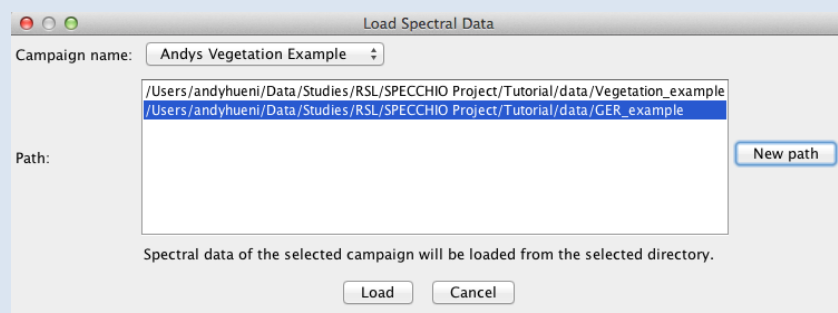 Load Spectral Data
Campaign name: Andys Vegetation Example
/Users/andyhueni/Data/Studies/RSL/SPECCHIO Project/Tutorial/data/Vegetation_example
/Users/andyhueni/Data/Studies/RSL/SPECCHIO Project/Tutorial/data/GER_example
Path:
New path
Spectral data of the selected campaign will be loaded from the selected directory.
Load Cancel